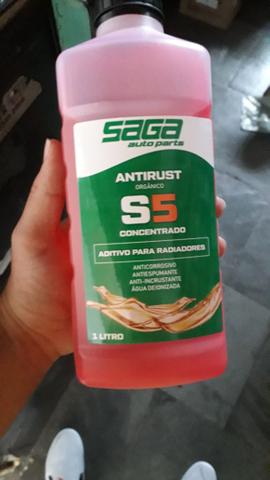 SAGA
auto parts
ANTIRUST
ORGÂNICO
S5
CONCENTRADO
ADITIVO PARA RADIADORES
ANTICORROSIVO
ANTIESPUMANTE
ANTI-INCRUSTANTE
ÁGUA DEIONIZADA
1 LITRO